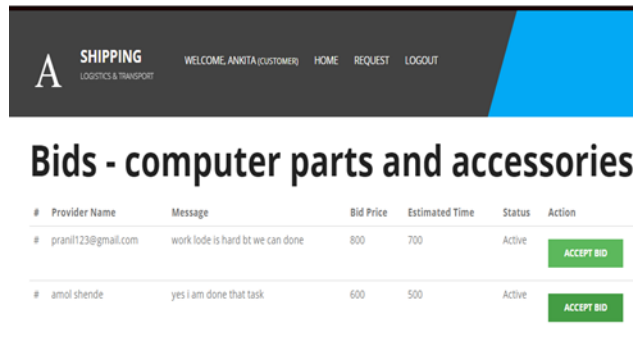 A SHIPPING WELCOME, ANKITA (CUSTOMER) HOME REQUEST LOGOUT
LOGISTICS & TRANSPORT
Bids - computer parts and accessories
# Provider Name Message Bid Price Estimated Time Status Action
# pranil123@gmail.com work lode is hard bt we can done 800 700 Active ACCEPT BID
# amol shende yes i am done that task 600 500 Active ACCEPT BID